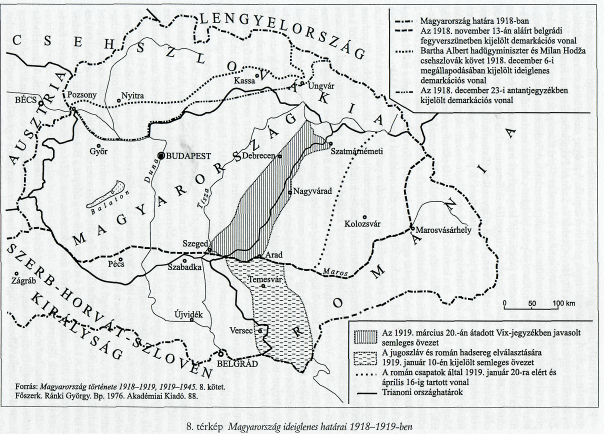 LENGYELORSZÁG
CSEHSZLOVÁKIA
AUSZTRIA
MAGYARORSZÁG
ROMÁNIA
SZERB-HORVÁT-SZLOVÉN
KIRÁLYSÁG
Magyarország határa 1918-ban
Az 1918. november 13-án aláírt belgrádi
fegyverszünetben kijelölt demarkációs vonal
Bartha Albert hadügyminiszter és Milan Hodža
csehszlovák követ 1918. december 6-i
megállapodásában kijelölt ideiglenes
demarkációs vonal
Az 1918. december 23-i antantjegyzékben
kijelölt demarkációs vonal
Kassa
Ungvár
Pozsony
Nyitra
BÉCS
Győr
Duna
BUDAPEST
Debrecen
Szatmárnémeti
Balaton
Tisza
Nagyvárad
Kolozsvár
Marosvásárhely
Szeged
Arad
Pécs
Szabadka
Maros
Zágráb
Temesvár
Újvidék
Versec
BELGRÁD
0 50 100 km
Az 1919. március 20.-án átadott Vix-jegyzékben javasolt
semleges övezet
A jugoszláv és román hadsereg elválasztására
1919. január 10-én kijelölt semleges övezet
A román csapatok által 1919. január 20-ra elért és
április 16-ig tartott vonal
Trianoni országhatárok
Forrás: Magyarország története 1918–1919, 1919–1945. 8. kötet.
Főszerk. Ránki György. Bp. 1976. Akadémiai Kiadó. 88.
8. térkép Magyarország ideiglenes határai 1918–1919-ben